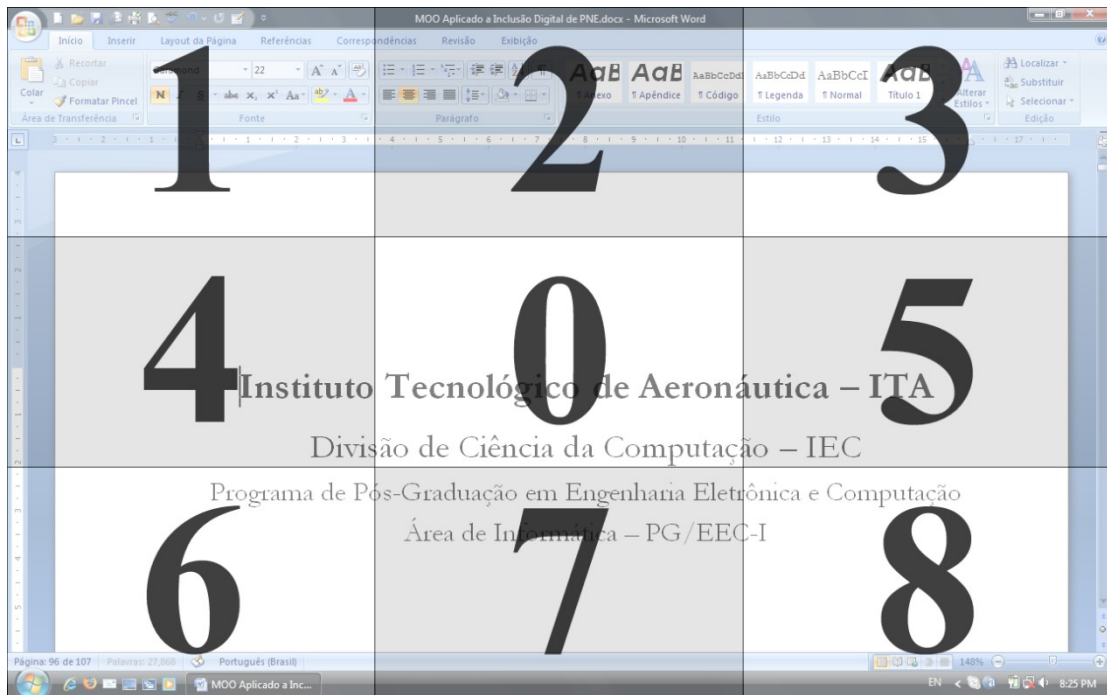 MOO Aplicado a Inclusão Digital de PNE.docx - Microsoft Word
Início Inserir Layout da Página Referências Correspondências Revisão Exibição
Recortar
Copiar
Formatar Pincel
Colar
22
AaB AaB AaBbCcDdI AaBbCcDd AaBbCcI AaB
Anexo ¶ Apêndice ¶ Código ¶ Legenda ¶ Normal Título 1
Alterar Estilos
Localizar
Substituir
Selecionar
Área de Transferência Fonte Parágrafo Estilo Edição
1 2 3
4 0 5
Instituto Tecnológico de Aeronáutica – ITA
Divisão de Ciência da Computação – IEC
Programa de Pós-Graduação em Engenharia Eletrônica e Computação
Área de Informática – PG/EEC-I
6 7 8
Página: 96 de 107 Palavras: 27,868 Português (Brasil) 148%
MOO Aplicado a Inc... EN 8:25 PM